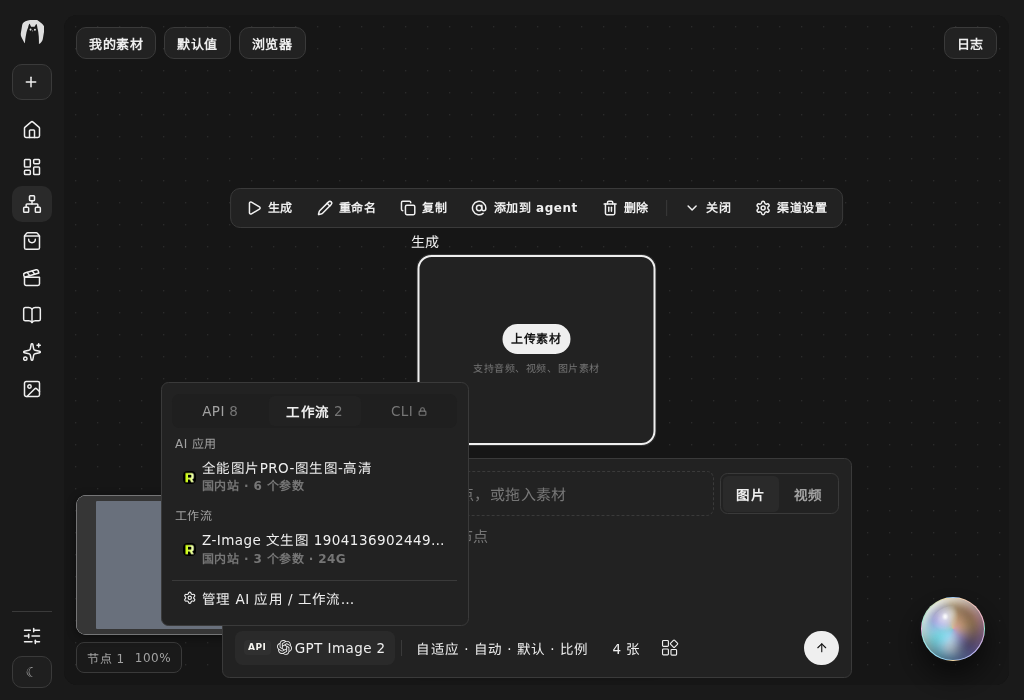 我的素材
默认值
浏览器
日志
生成
重命名
复制
添加到 agent
删除
关闭
渠道设置
生成
上传素材
支持音频、视频、图片素材
API 8
工作流 2
CLI
AI 应用
全能图片PRO-图生图-高清
国内站 · 6 个参数
工作流
Z-Image 文生图 1904136902449...
国内站 · 3 个参数 · 24G
管理 AI 应用 / 工作流...
，或拖入素材
图片
视频
点
API
GPT Image 2
自适应 · 自动 · 默认 · 比例
4 张
节点 1
100%